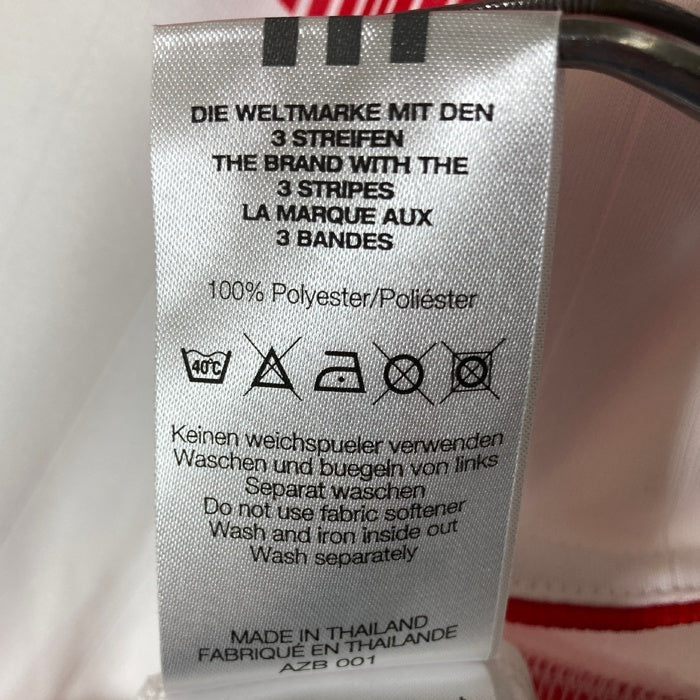 DIE WELTMARKE MIT DEN
3 STREIFEN
THE BRAND WITH THE
3 STRIPES
LA MARQUE AUX
3 BANDES
100% Polyester/Poliéster
40°C
Keinen weichspueler verwenden
Waschen und buegeln von links
Separat waschen
Do not use fabric softener
Wash and iron inside out
Wash separately
MADE IN THAILAND
FABRIQUÉ EN THAILANDE
AZB 001